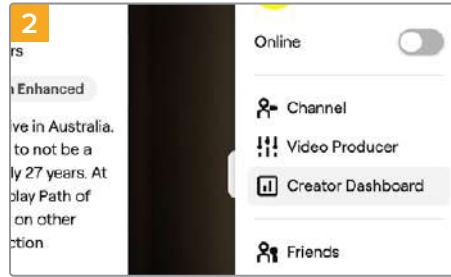 2
rs
Enhanced
ve in Australia.
to not be a
ly 27 years. At
play Path of
on other
ction
Online
Channel
Video Producer
Creator Dashboard
Friends